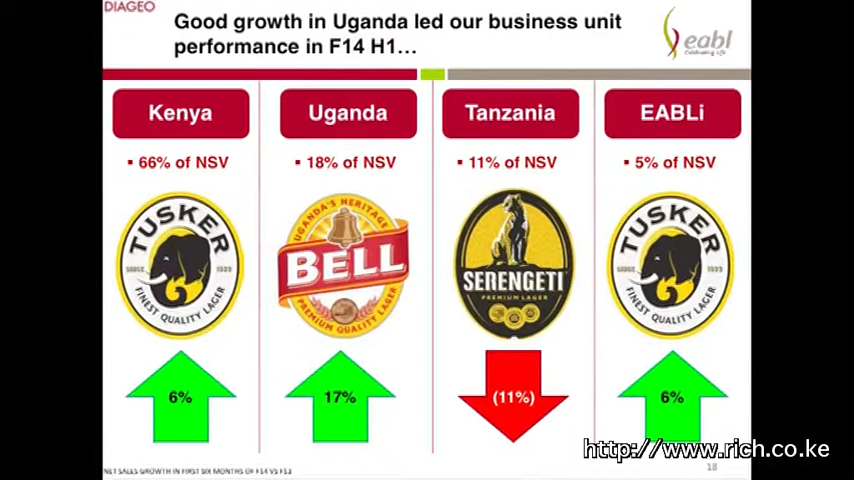 DIAGEO
Good growth in Uganda led our business unit
performance in F14 H1…
eabl
Celebrating Life
Kenya
Uganda
Tanzania
EABLi
▪ 66% of NSV
▪ 18% of NSV
▪ 11% of NSV
▪ 5% of NSV
TUSKER
SINCE 1922
FINEST QUALITY LAGER
UGANDA'S HERITAGE
BELL
PREMIUM QUALITY LAGER
SERENGETI
PREMIUM LAGER
TUSKER
SINCE 1922
FINEST QUALITY LAGER
6%
17%
(11%)
6%
http://www.rich.co.ke
NET SALES GROWTH IN FIRST SIX MONTHS OF F14 VS F13
18